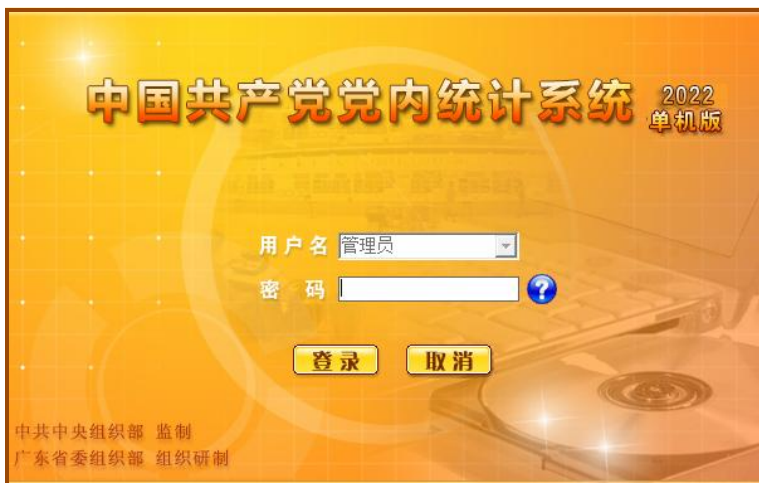 中国共产党党内统计系统 2022
单机版
用户名 管理员
密 码
?
登录 取消
中共中央组织部 监制
广东省委组织部 组织研制